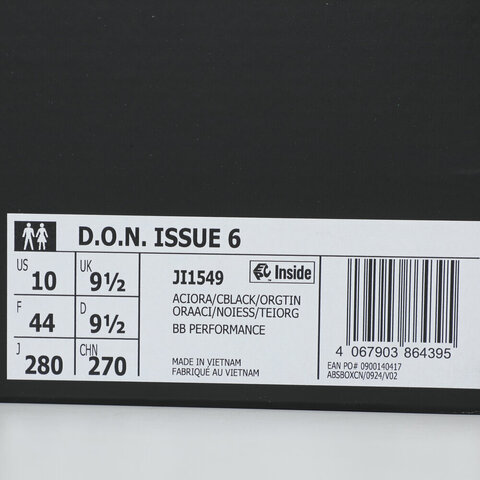 D.O.N. ISSUE 6
US 10 UK 9½
F 44 D 9½
J 280 CHN 270
JI1549 Inside
ACIORA/CBLACK/ORGTIN
ORAACI/NOIESS/TEIORG
BB PERFORMANCE
MADE IN VIETNAM
FABRIQUÉ AU VIETNAM
4 067903 864395
EAN PO# 0900140417
ABSBOXCN/0924/V02